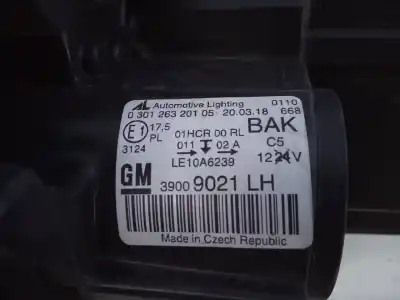 AL Automotive Lighting 0110
0 301 263 201 05 20.03.18 668
E1 17,5 01HCR 00 RL BAK
PL 011 02 A C5
3124 LE10A6239 12 24V
GM 3900 9021 LH
Made in Czech Republic